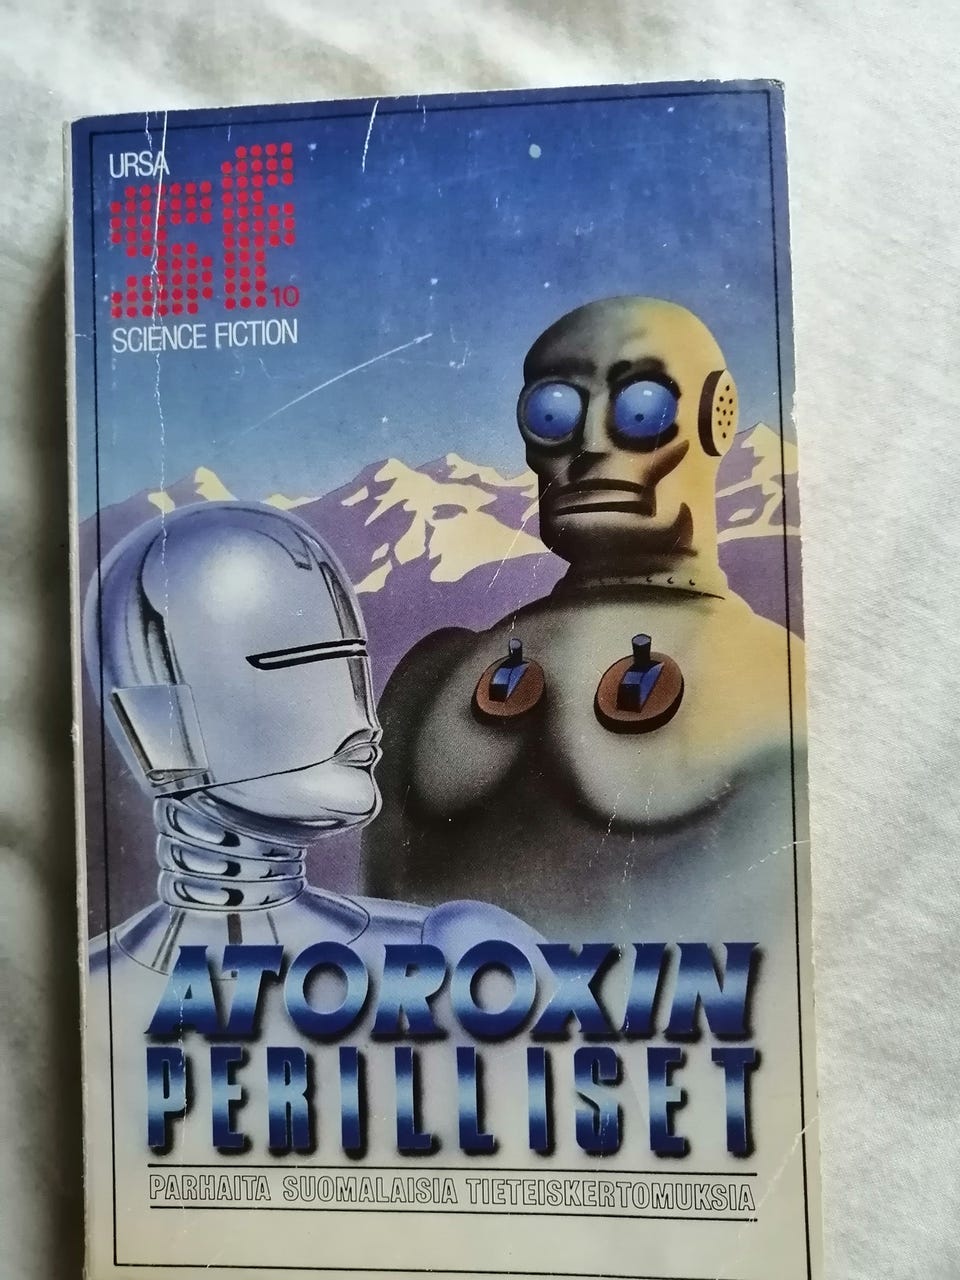 URSA
SF
10
SCIENCE FICTION
ATOROXIN
PERILLISET
PARHAITA SUOMALAISIA TIETEISKERTOMUKSIA